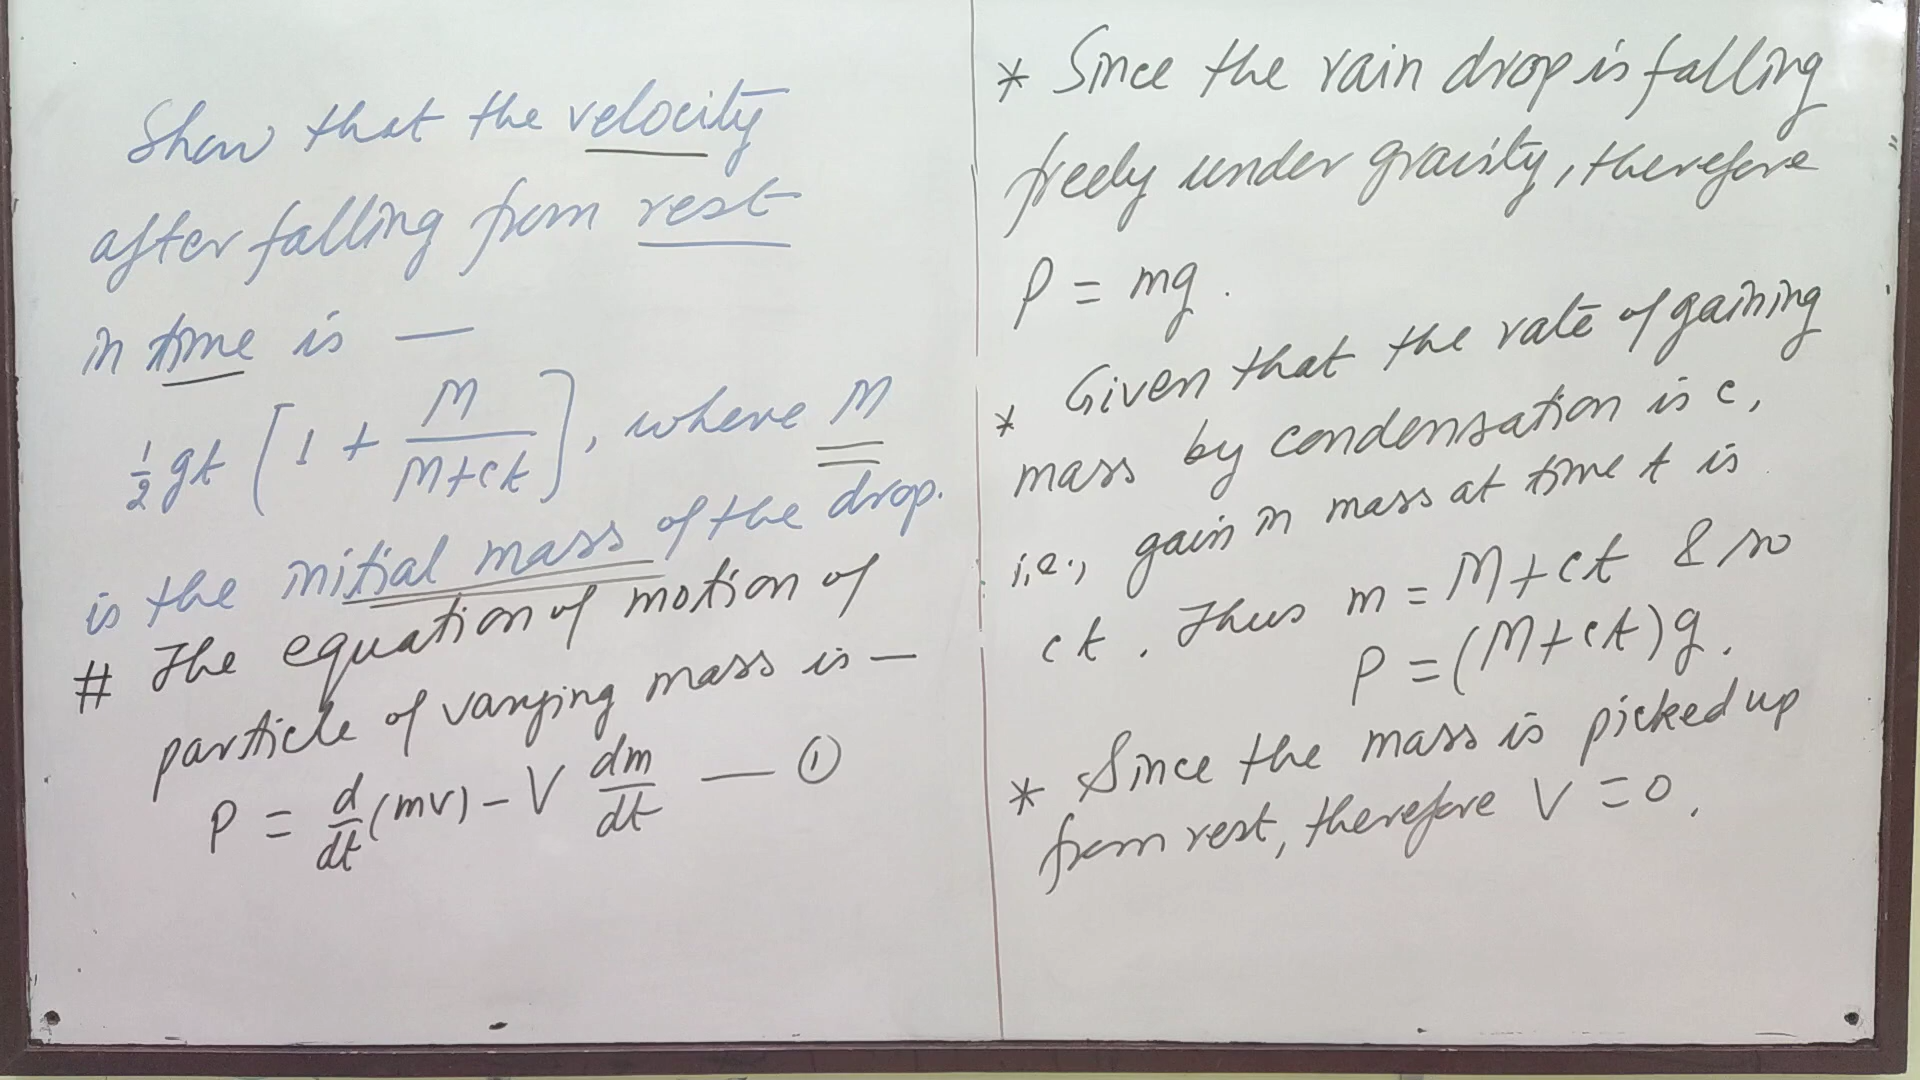 Show that the velocity
after falling from rest
in time is —
1/2 gt [1 + M/(M+ct)], where M
is the initial mass of the drop.
# The equation of motion of
particle of varying mass is —
P = d/dt (mv) - V dm/dt — ①
* Since the rain drop is falling
freely under gravity, therefore
P = mg.
* Given that the rate of gaining
mass by condensation is c,
i.e., gain in mass at time t is
ct. Thus m = M+ct & so
P = (M+ct)g.
* Since the mass is picked up
from rest, therefore V = 0.